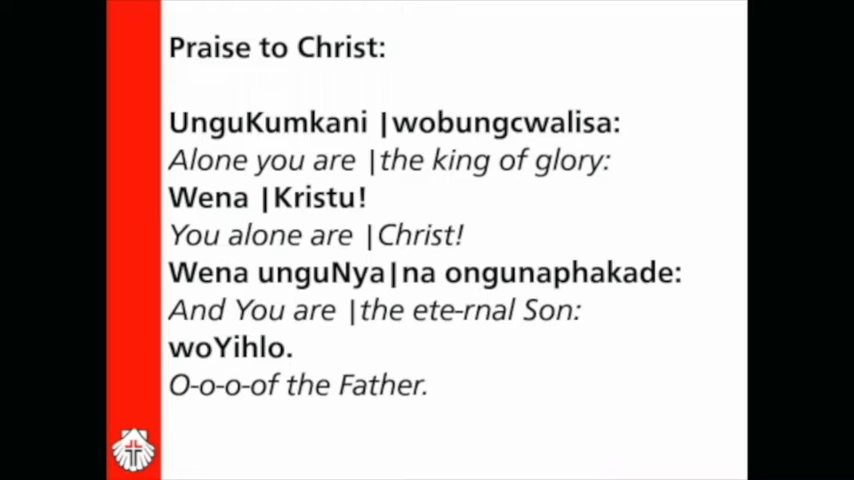 Praise to Christ:
UnguKumkani |wobungcwalisa:
Alone you are |the king of glory:
Wena |Kristu!
You alone are |Christ!
Wena unguNya|na ongunaphakade:
And You are |the ete-rnal Son:
woYihlo.
O-o-o-of the Father.